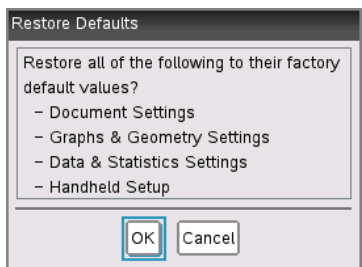 Restore Defaults
Restore all of the following to their factory
default values?
– Document Settings
– Graphs & Geometry Settings
– Data & Statistics Settings
– Handheld Setup
OK Cancel